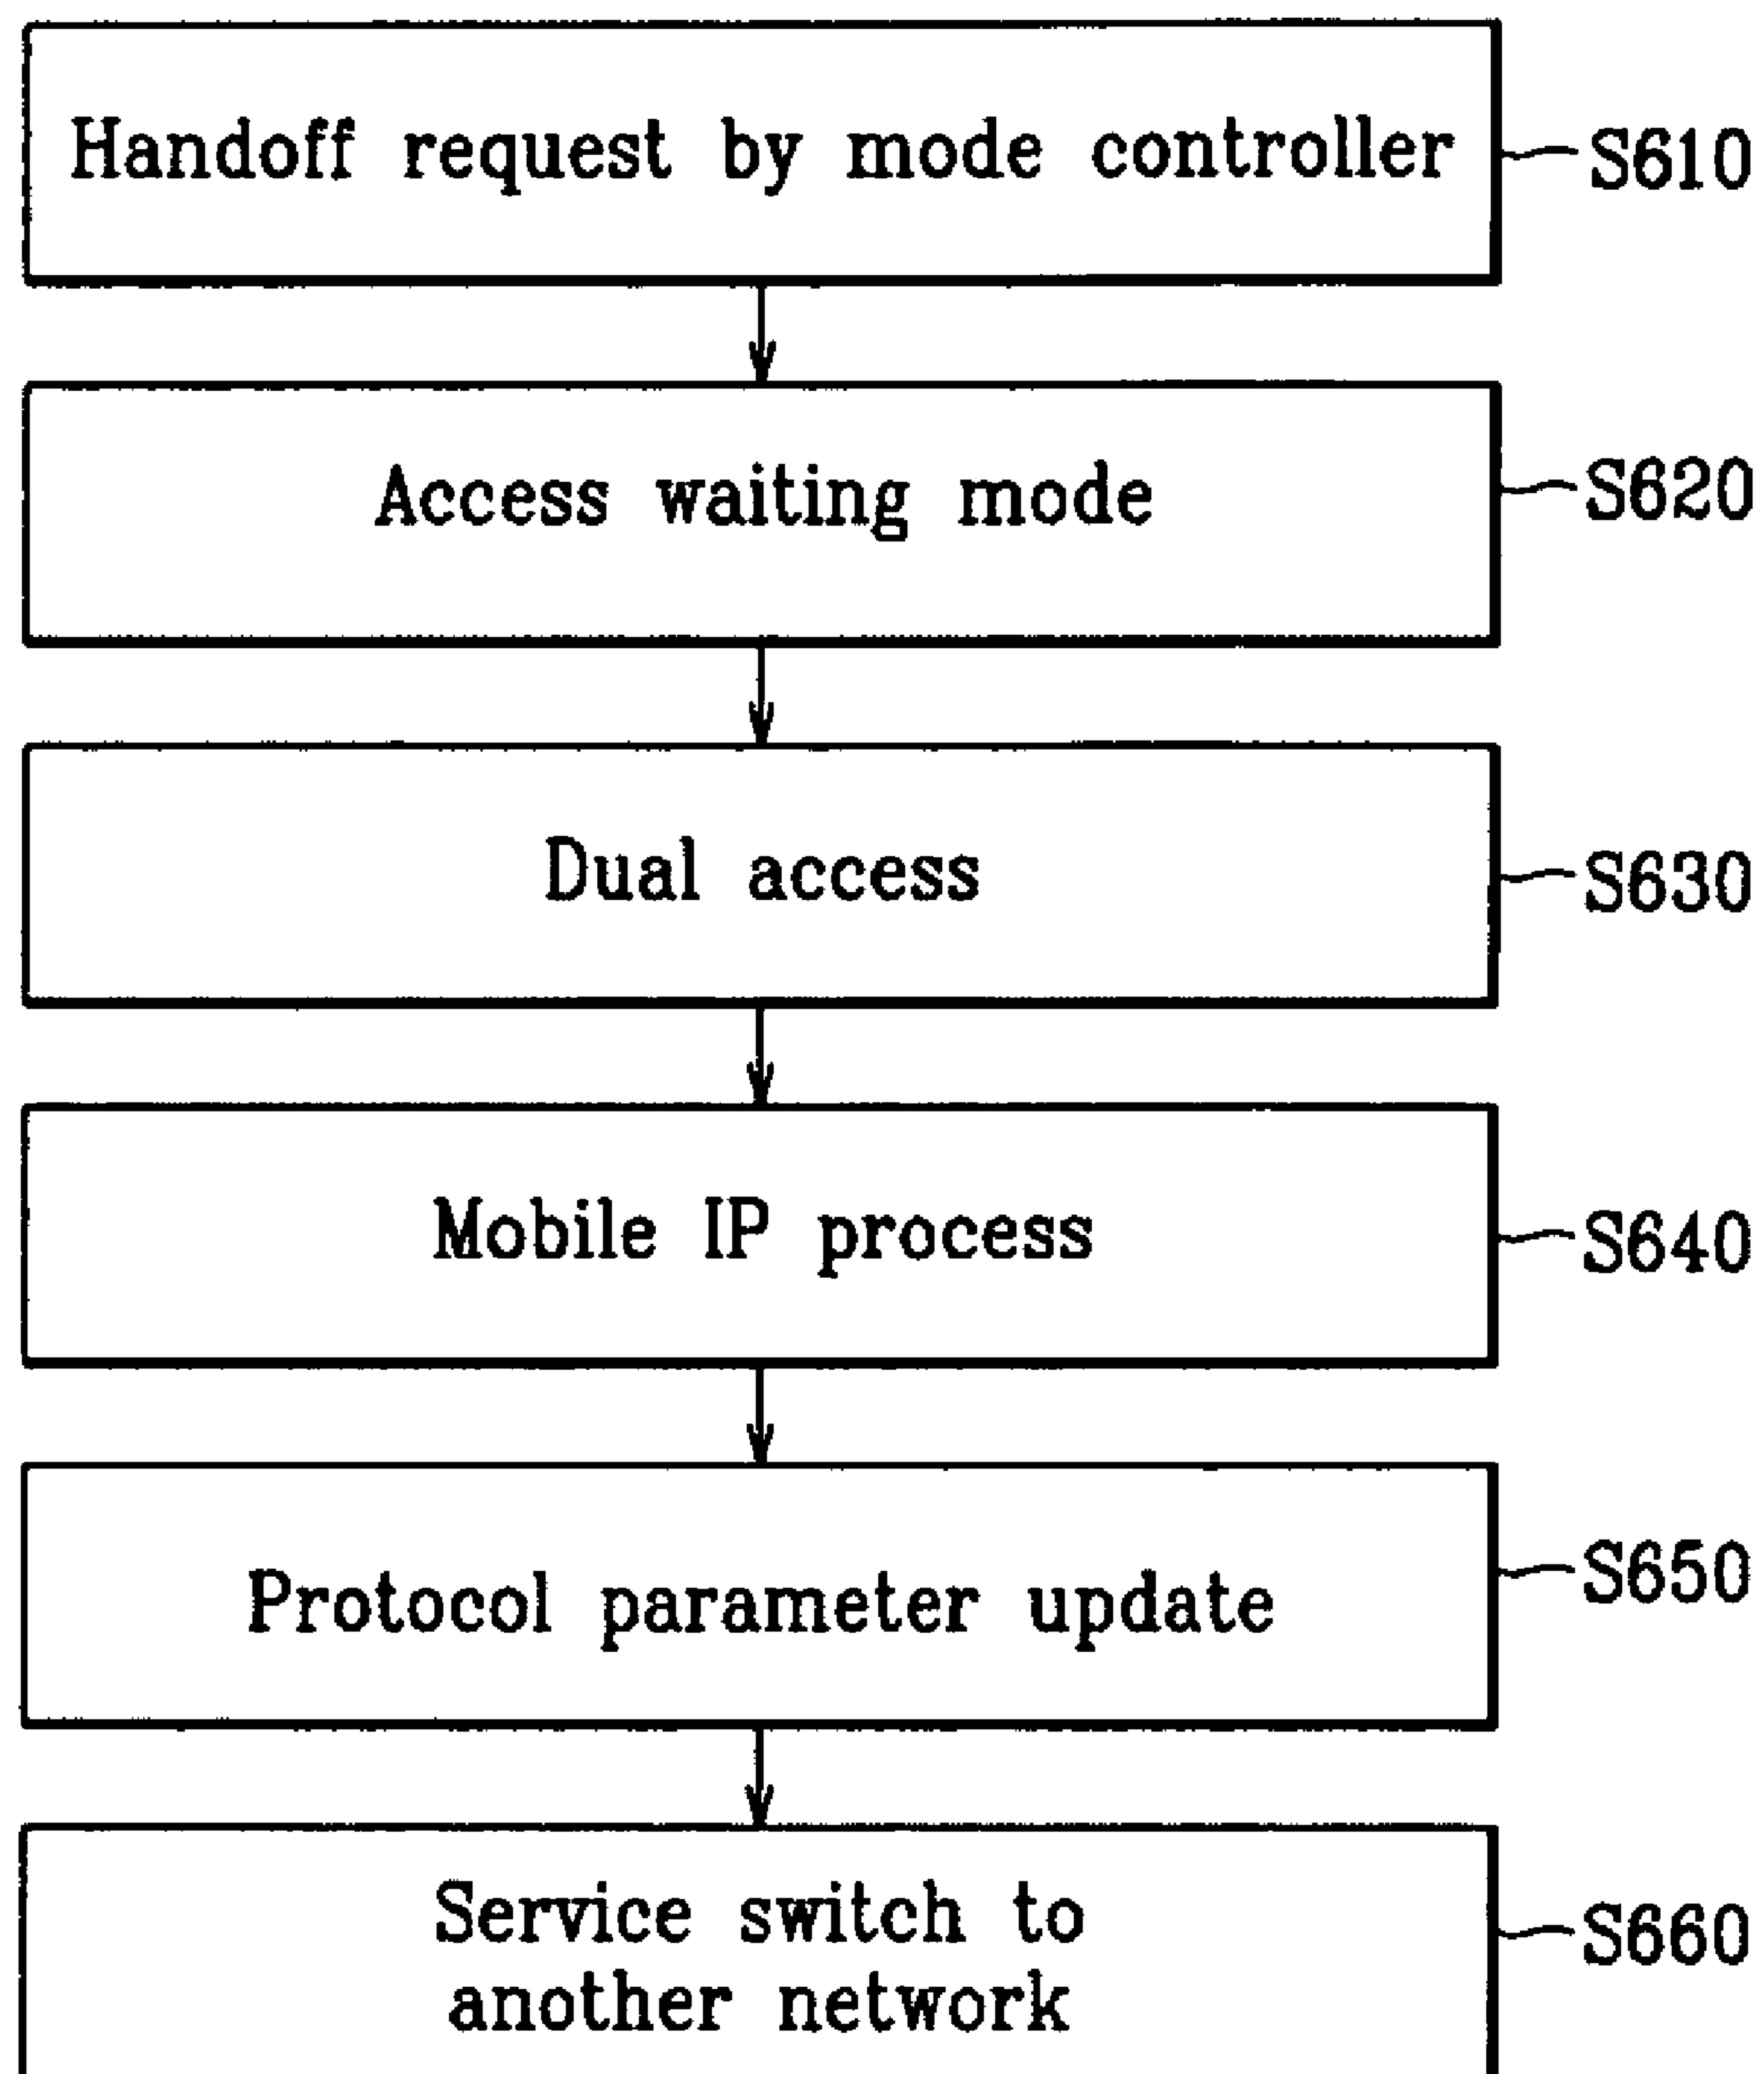 Handoff request by mode controller
S610
Access waiting mode
S620
Dual access
S630
Mobile IP process
S640
Protocol parameter update
S650
Service switch to
another network
S660